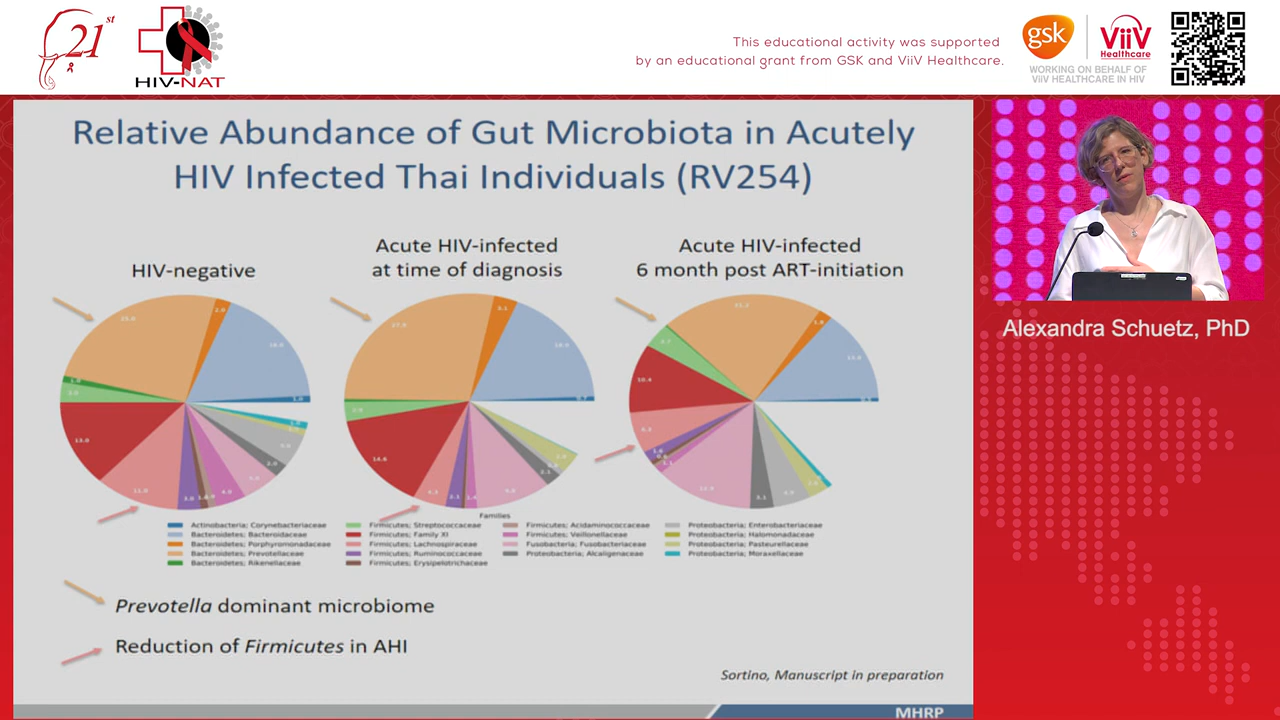 21st
HIV-NAT
This educational activity was supported
by an educational grant from GSK and ViiV Healthcare.
gsk
ViiV
Healthcare
WORKING ON BEHALF OF
ViiV HEALTHCARE IN HIV
Relative Abundance of Gut Microbiota in Acutely
HIV Infected Thai Individuals (RV254)
HIV-negative
Acute HIV-infected
at time of diagnosis
Acute HIV-infected
6 month post ART-initiation
Alexandra Schuetz, PhD
Families
Actinobacteria; Corynebacteriaceae
Bacteroidetes; Bacteroidaceae
Bacteroidetes; Porphyromonadaceae
Bacteroidetes; Prevotellaceae
Bacteroidetes; Rikenellaceae
Firmicutes; Streptococcaceae
Firmicutes; Family XI
Firmicutes; Lachnospiraceae
Firmicutes; Ruminococcaceae
Firmicutes; Erysipelotrichaceae
Firmicutes; Acidaminococcaceae
Firmicutes; Veillonellaceae
Fusobacteria; Fusobacteriaceae
Proteobacteria; Alcaligenaceae
Proteobacteria; Enterobacteriaceae
Proteobacteria; Halomonadaceae
Proteobacteria; Pasteurellaceae
Proteobacteria; Moraxellaceae
Prevotella dominant microbiome
Reduction of Firmicutes in AHI
Sortino, Manuscript in preparation
MHRP